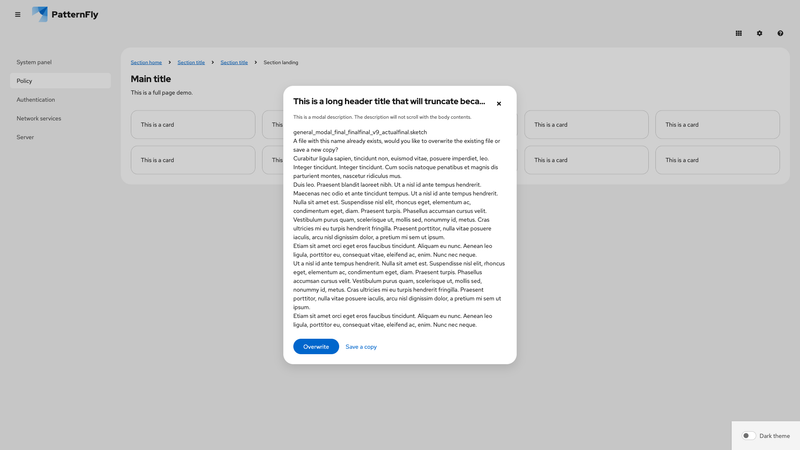 PatternFly
System panel
Policy
Authentication
Network services
Server
Section home
Section title
Section title
Section landing
Main title
This is a full page demo.
This is a card
This is a
This is a card
This is a card
This is a card
This is a
This is a card
This is a card
This is a long header title that will truncate beca...
This is a modal description. The description will not scroll with the body contents.
general_modal_final_finalfinal_v9_actualfinal.sketch
A file with this name already exists, would you like to overwrite the existing file or
save a new copy?
Curabitur ligula sapien, tincidunt non, euismod vitae, posuere imperdiet, leo.
Integer tincidunt. Integer tincidunt. Cum sociis natoque penatibus et magnis dis
parturient montes, nascetur ridiculus mus.
Duis leo. Praesent blandit laoreet nibh. Ut a nisl id ante tempus hendrerit.
Maecenas nec odio et ante tincidunt tempus. Ut a nisl id ante tempus hendrerit.
Nulla sit amet est. Suspendisse nisl elit, rhoncus eget, elementum ac,
condimentum eget, diam. Praesent turpis. Phasellus accumsan cursus velit.
Vestibulum purus quam, scelerisque ut, mollis sed, nonummy id, metus. Cras
ultricies mi eu turpis hendrerit fringilla. Praesent porttitor, nulla vitae posuere
iaculis, arcu nisl dignissim dolor, a pretium mi sem ut ipsum.
Etiam sit amet orci eget eros faucibus tincidunt. Aliquam eu nunc. Aenean leo
ligula, porttitor eu, consequat vitae, eleifend ac, enim. Nunc nec neque.
Ut a nisl id ante tempus hendrerit. Nulla sit amet est. Suspendisse nisl elit, rhoncus
eget, elementum ac, condimentum eget, diam. Praesent turpis. Phasellus
accumsan cursus velit. Vestibulum purus quam, scelerisque ut, mollis sed,
nonummy id, metus. Cras ultricies mi eu turpis hendrerit fringilla. Praesent
porttitor, nulla vitae posuere iaculis, arcu nisl dignissim dolor, a pretium mi sem ut
ipsum.
Etiam sit amet orci eget eros faucibus tincidunt. Aliquam eu nunc. Aenean leo
ligula, porttitor eu, consequat vitae, eleifend ac, enim. Nunc nec neque.
Overwrite
Save a copy
Dark theme